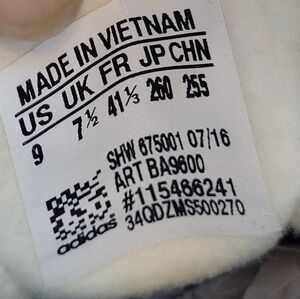 MADE IN VIETNAM
US UK FR JP CHN
9 7½ 41⅓ 260 255
SHW 675001 07/16
ART BA9600
#115466241
34QDZMS500270
adidas